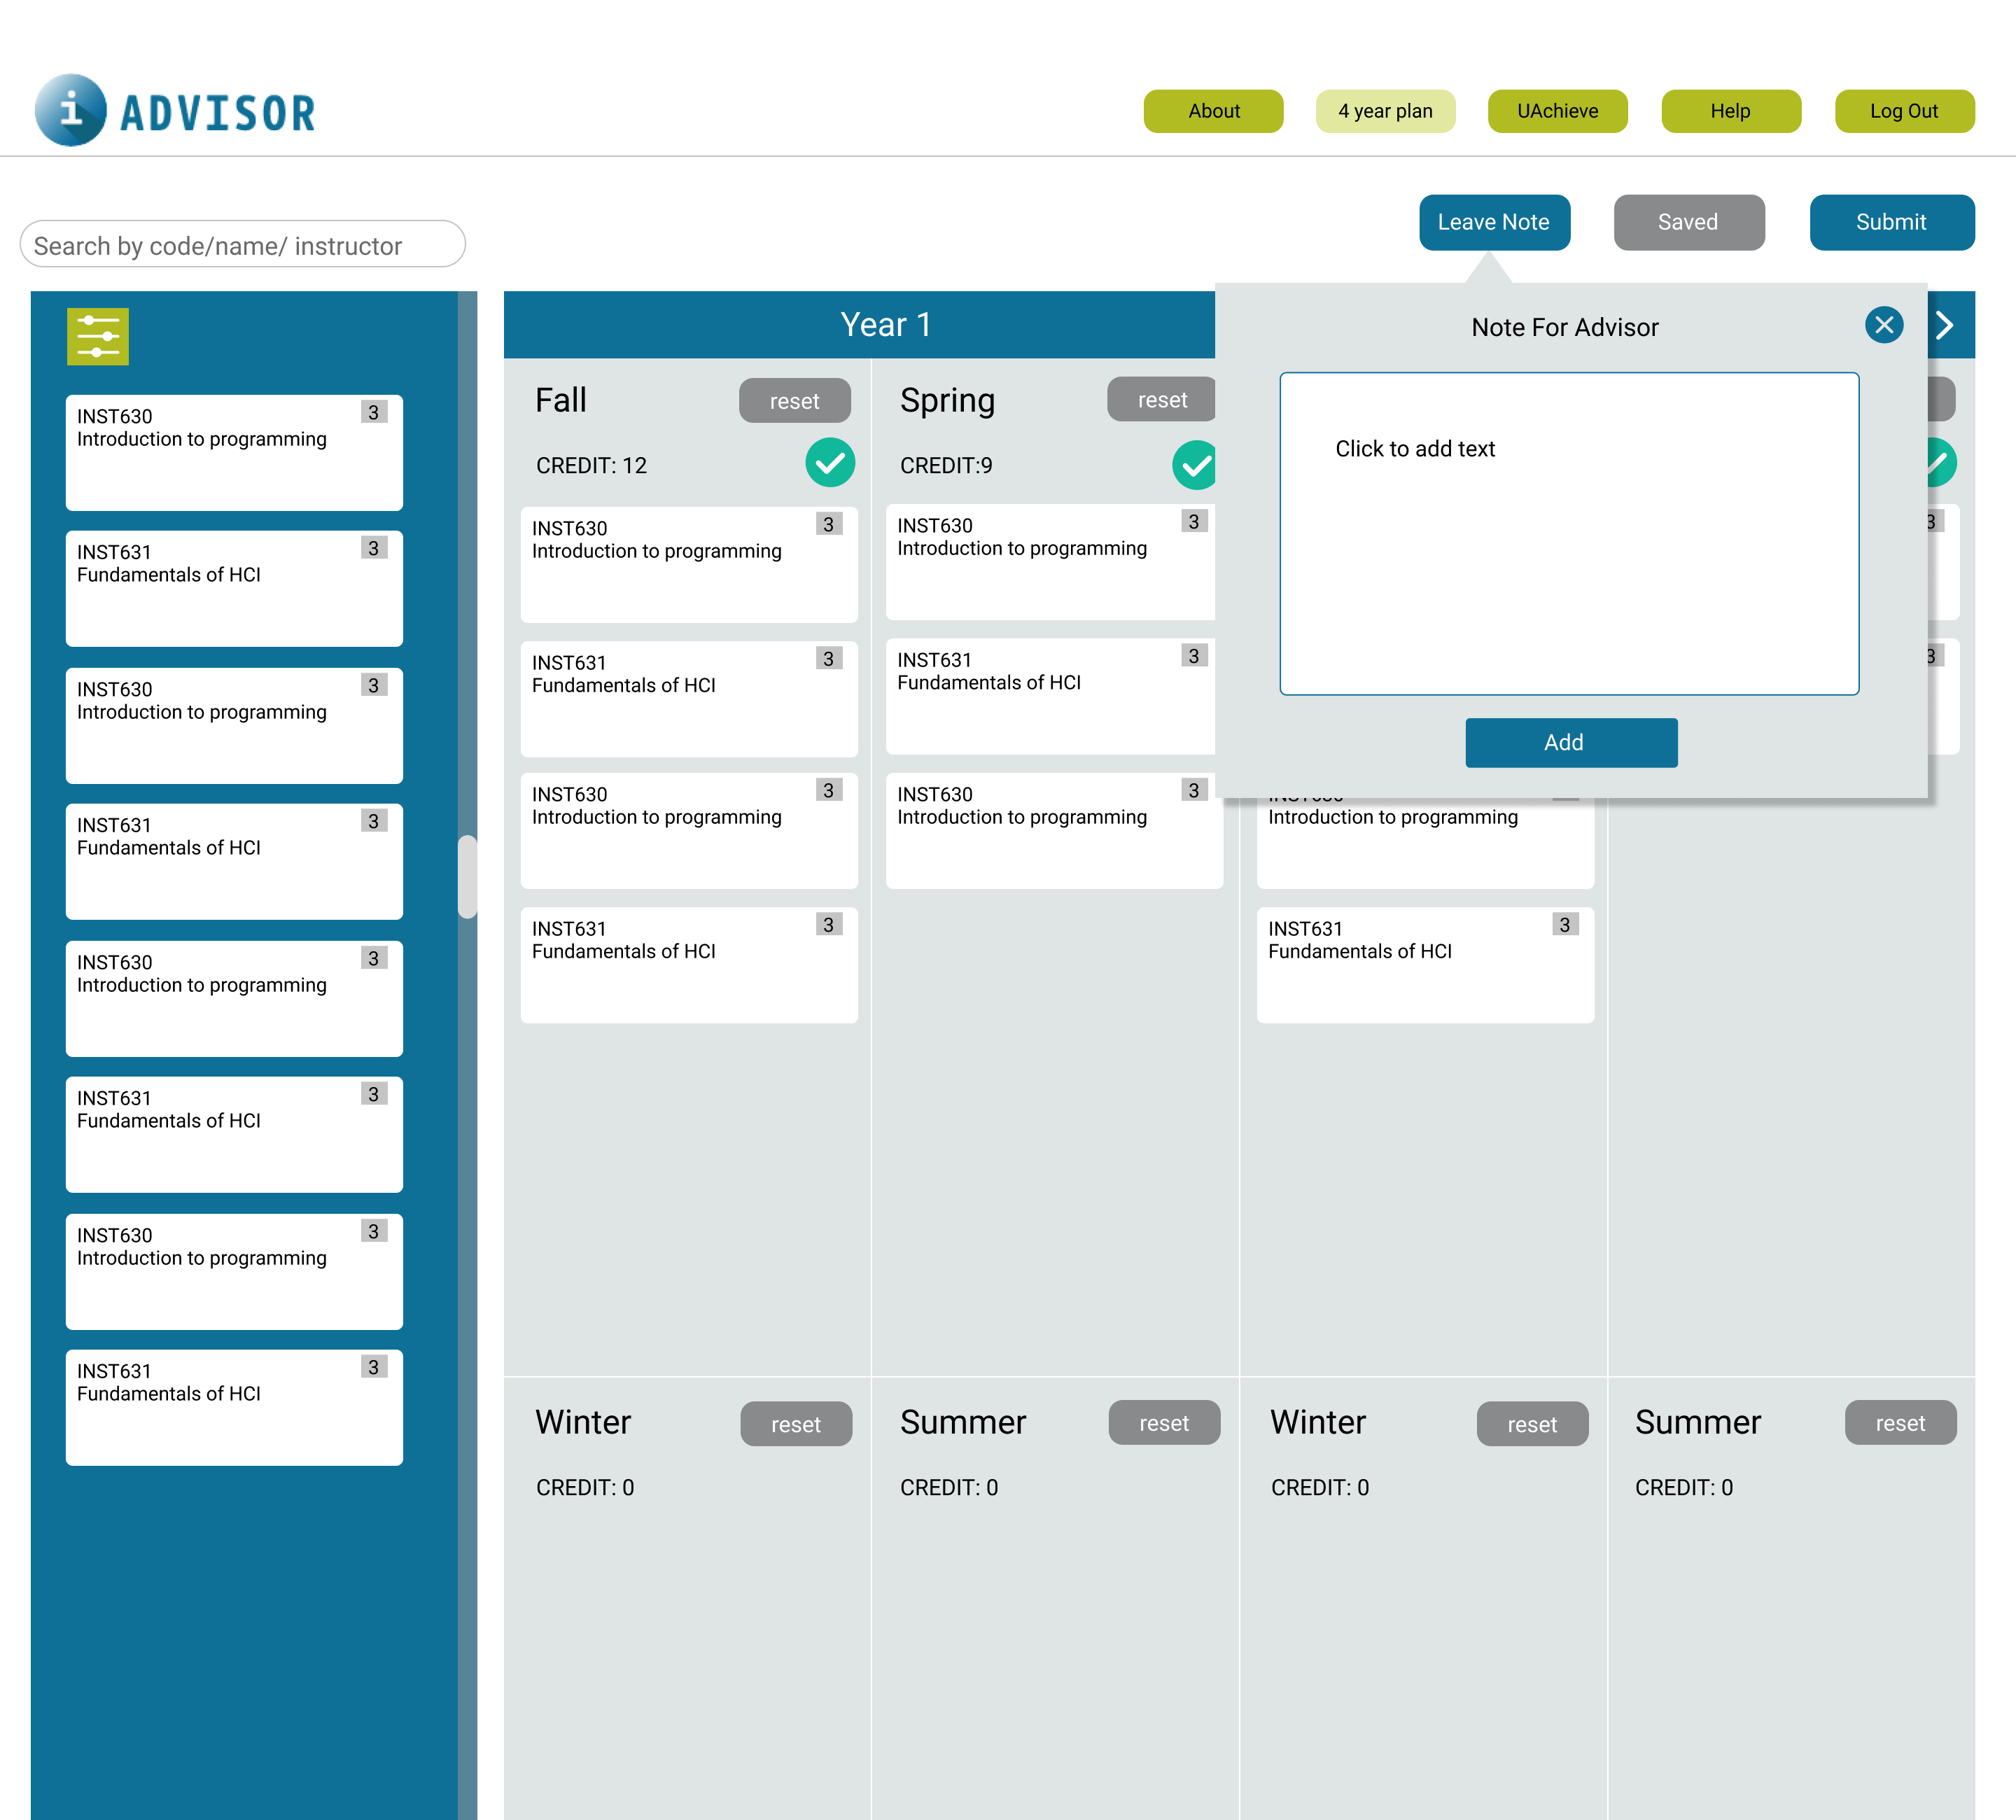 i ADVISOR
About
4 year plan
UAchieve
Help
Log Out
Leave Note
Saved
Submit
Search by code/name/ instructor
INST630 3
Introduction to programming
INST631 3
Fundamentals of HCI
INST630 3
Introduction to programming
INST631 3
Fundamentals of HCI
INST630 3
Introduction to programming
INST631 3
Fundamentals of HCI
INST630 3
Introduction to programming
INST631 3
Fundamentals of HCI
Year 1
Fall reset
CREDIT: 12
INST630 3
Introduction to programming
INST631 3
Fundamentals of HCI
INST630 3
Introduction to programming
INST631 3
Fundamentals of HCI
Spring reset
CREDIT:9
INST630 3
Introduction to programming
INST631 3
Fundamentals of HCI
INST630 3
Introduction to programming
Note For Advisor
Click to add text
Add
3
3
Introduction to programming
INST631 3
Fundamentals of HCI
Winter reset
CREDIT: 0
Summer reset
CREDIT: 0
Winter reset
CREDIT: 0
Summer reset
CREDIT: 0